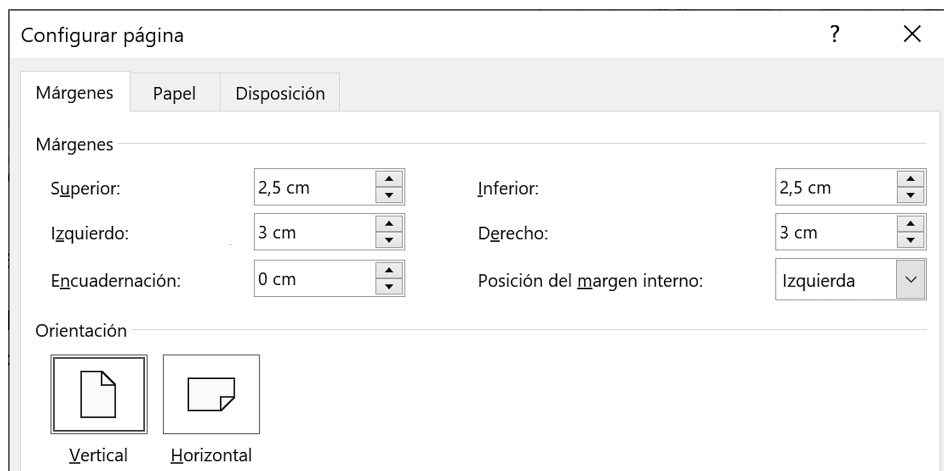 Configurar página ? ✕
Márgenes Papel Disposición
Márgenes
Superior: 2,5 cm Inferior: 2,5 cm
Izquierdo: 3 cm Derecho: 3 cm
Encuadernación: 0 cm Posición del margen interno: Izquierda
Orientación
Vertical Horizontal